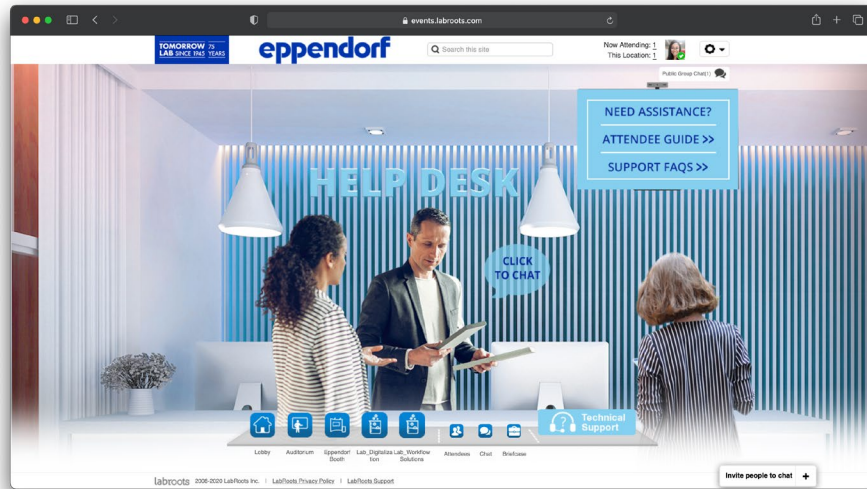 events.labroots.com
TOMORROW 75
LAB SINCE 1945 YEARS
eppendorf
Search this site
Now Attending: 1
This Location: 1
Public Group Chat(1)
NEED ASSISTANCE?
ATTENDEE GUIDE >>
SUPPORT FAQS >>
HELP DESK
CLICK
TO CHAT
Technical
Support
Lobby
Auditorium
Eppendorf
Booth
Lab_Digitaliza
tion
Lab_Workflow
Solutions
Attendees
Chat
Briefcase
labroots 2008-2020 LabRoots Inc. | LabRoots Privacy Policy | LabRoots Support
Invite people to chat +